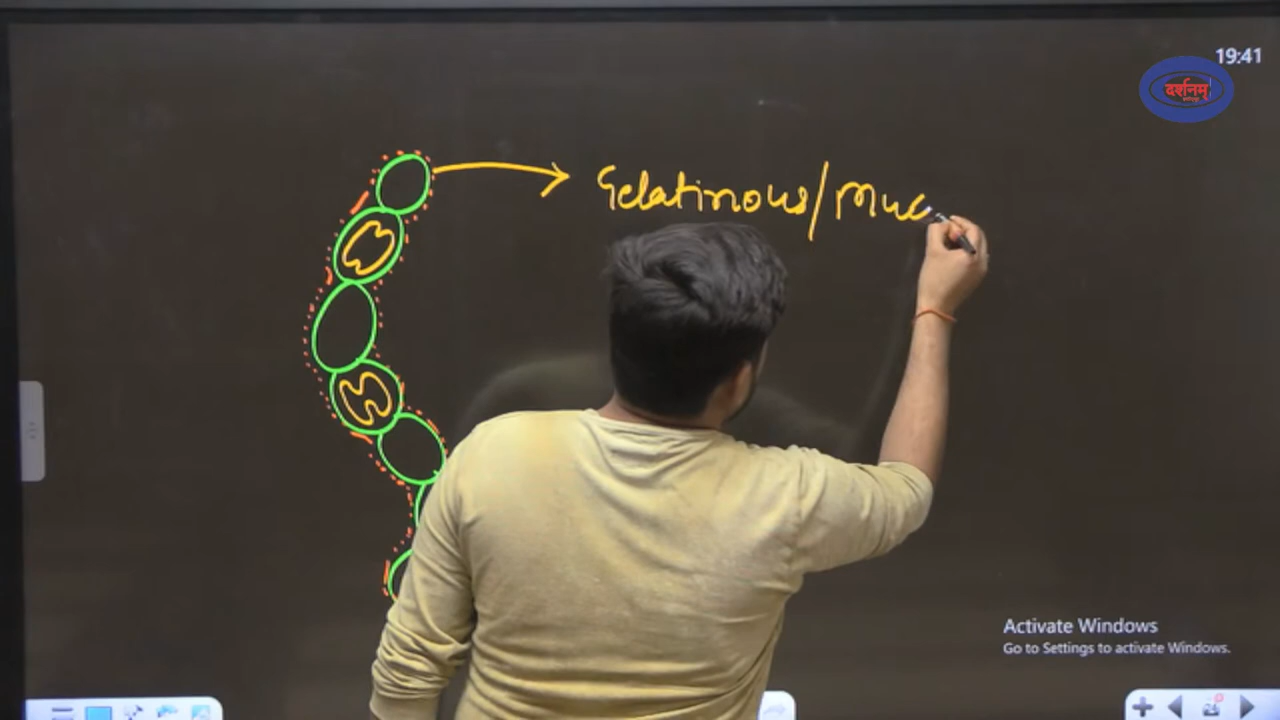 19:41
दर्शनम्
Gelatinous/Muc
Activate Windows
Go to Settings to activate Windows.